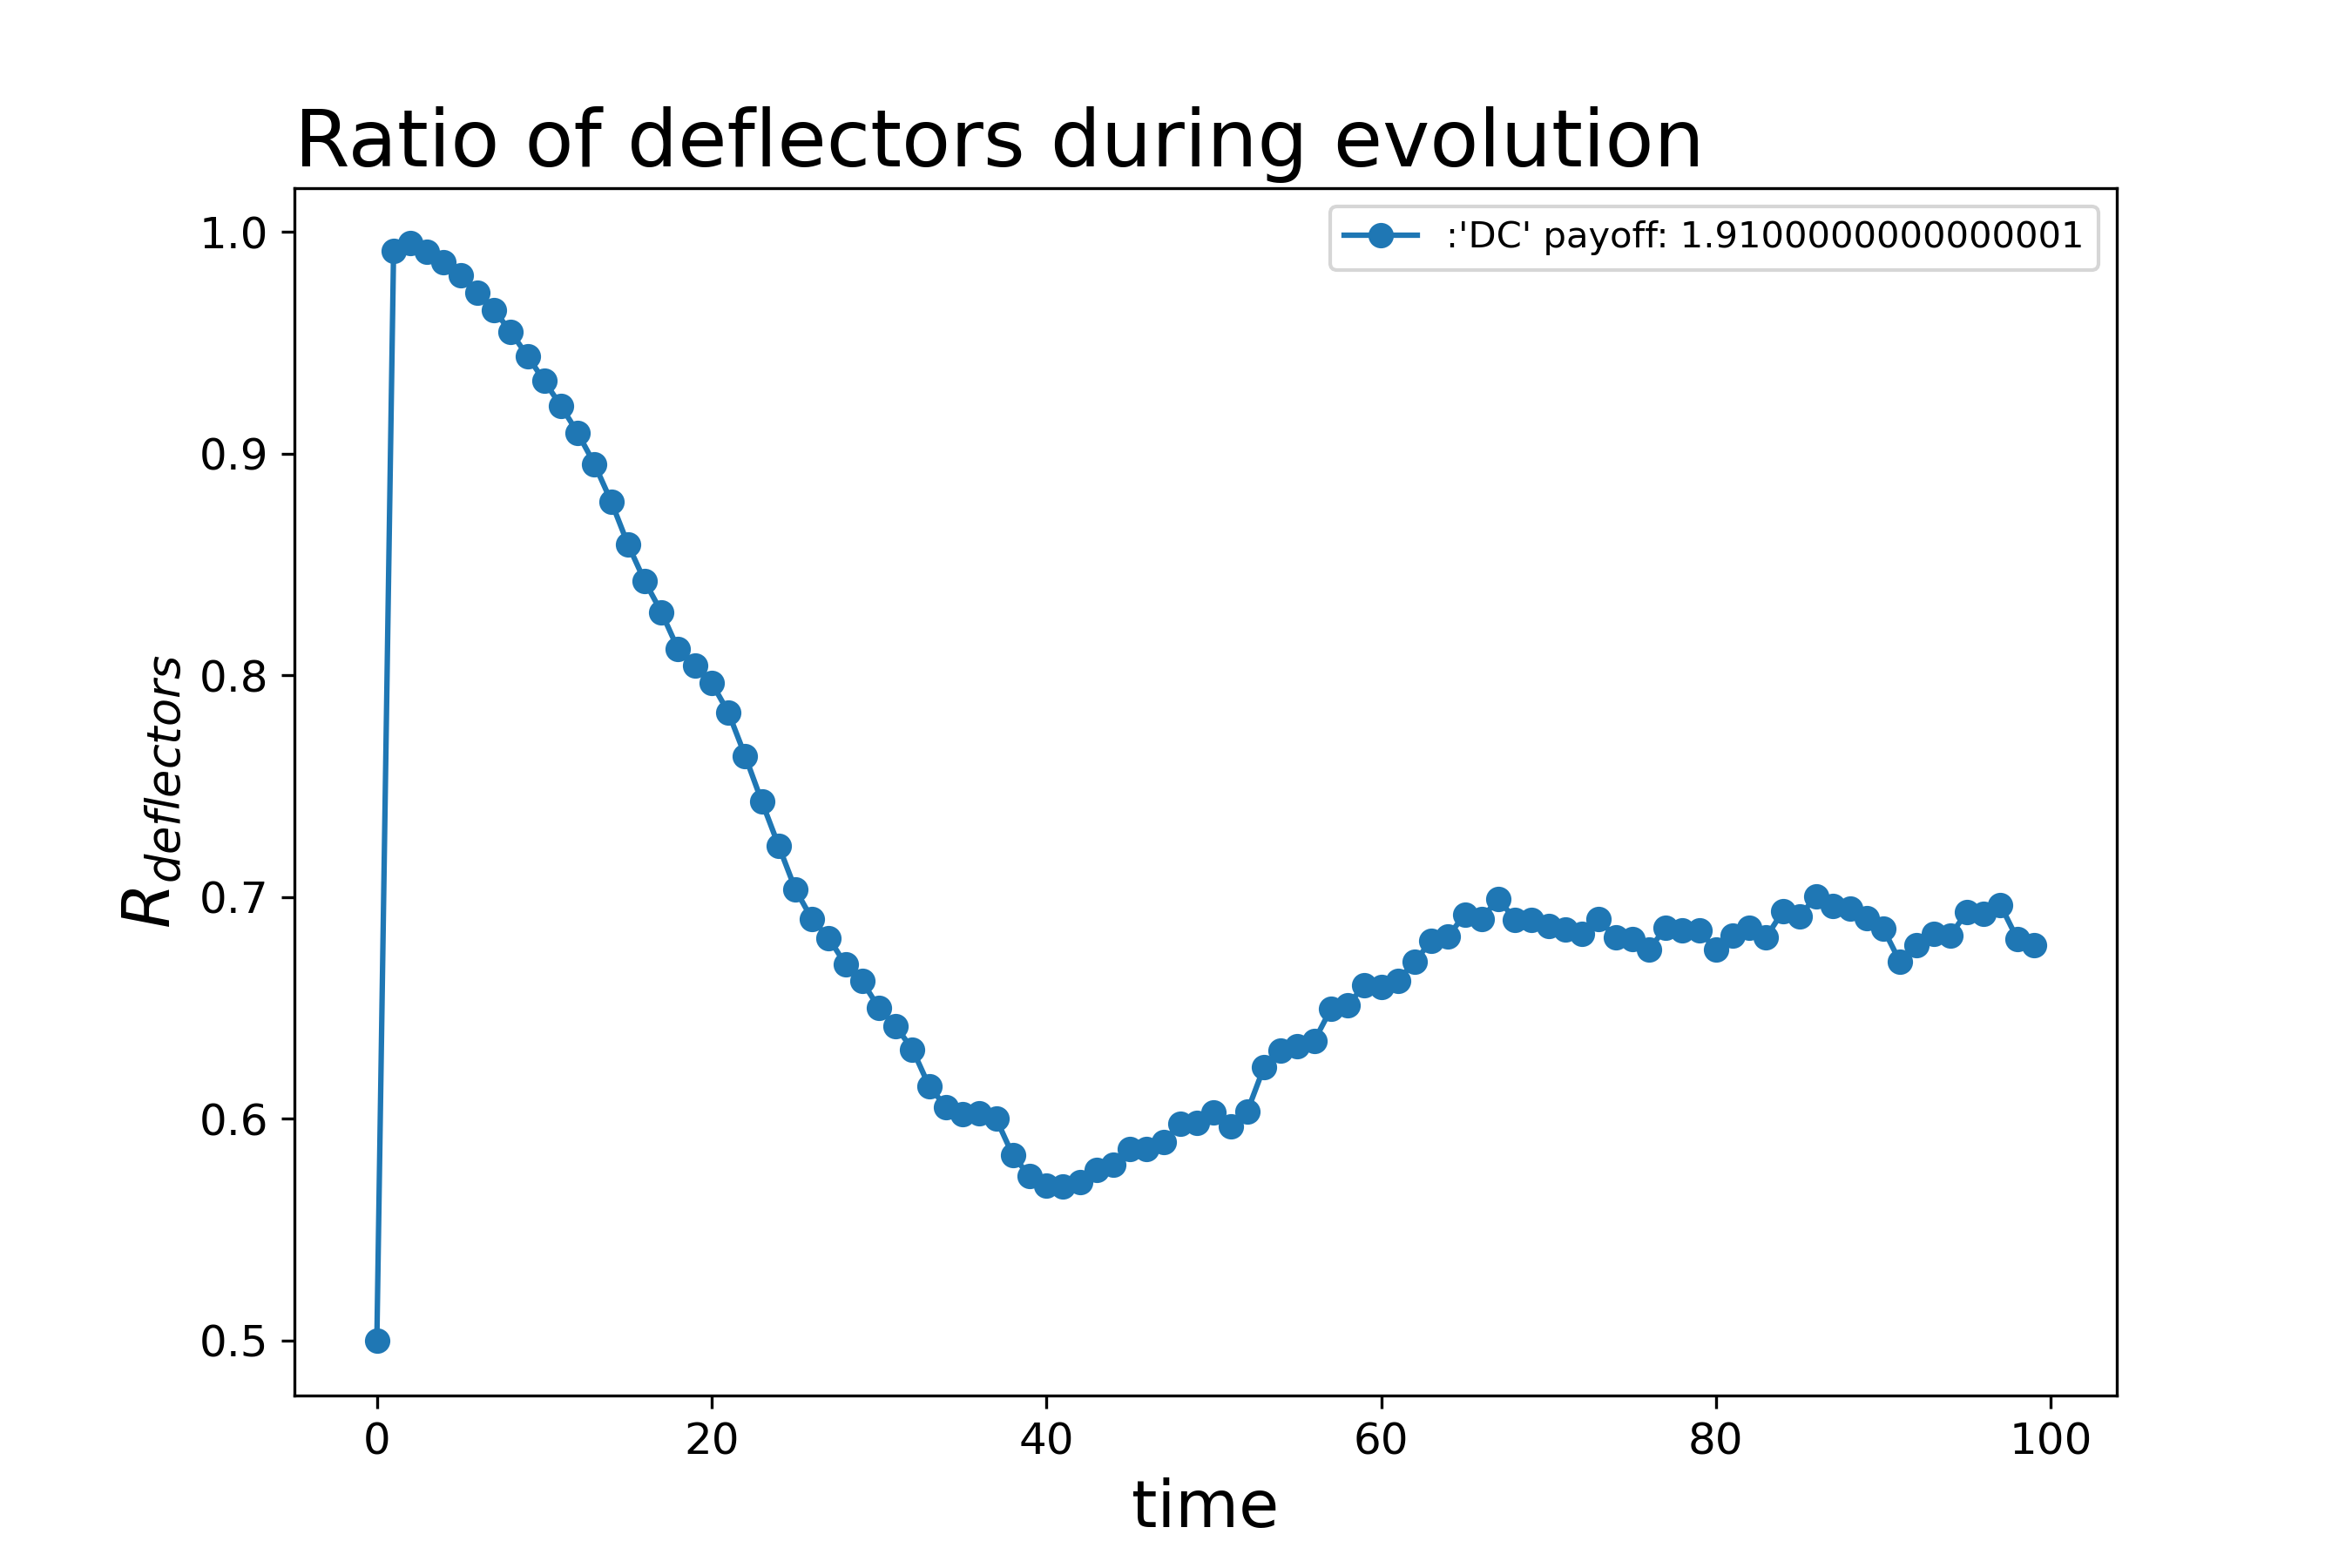 Ratio of deflectors during evolution
:'DC' payoff: 1.9100000000000001
1.0
0.9
0.8
0.7
0.6
0.5
R deflectors
0 20 40 60 80 100
time